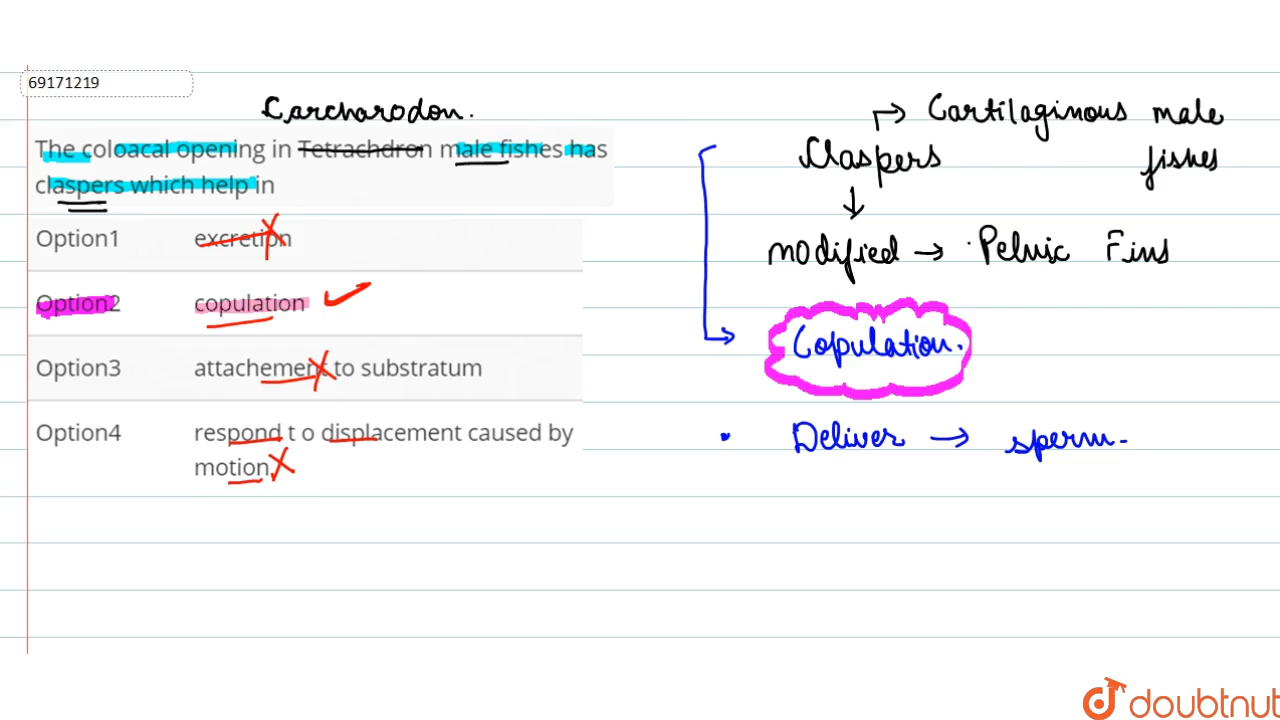 69171219
Carcharodon.
The coloacal opening in Tetrachdron male fishes has
claspers which help in
Option1 excretion
Option2 copulation
Option3 attachement to substratum
Option4 respond t o displacement caused by
motion
Cartilaginous male
fishes
Claspers
modified → Pelvic Fins
Copulation.
Deliver → sperm.
doubtnut